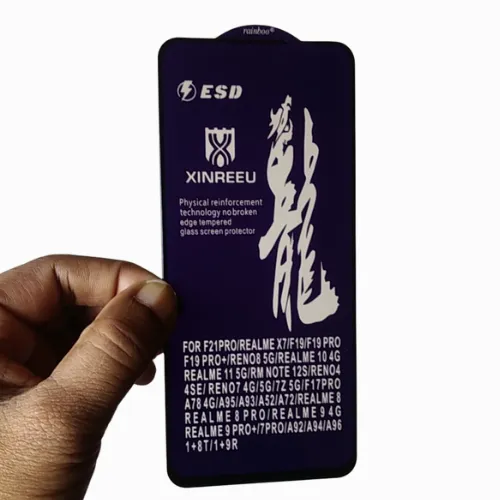 rainboo®
ESD
XINREEU
Physical reinforcement
technology nobroken
edge tempered
glass screen protector
龍
FOR F21PRO/REALME X7/F19/F19 PRO
F19 PRO+/RENO8 5G/REALME 10 4G
REALME 11 5G/RM NOTE 12S/RENO4
4SE/RENO7 4G/5G/7Z 5G/F17PRO
A78 4G/A95/A93/A52/A72/REALME 8
REALME 8 PRO/REALME 9 4G
REALME 9 PRO+/7PRO/A92/A94/A96
1+8T/1+9R